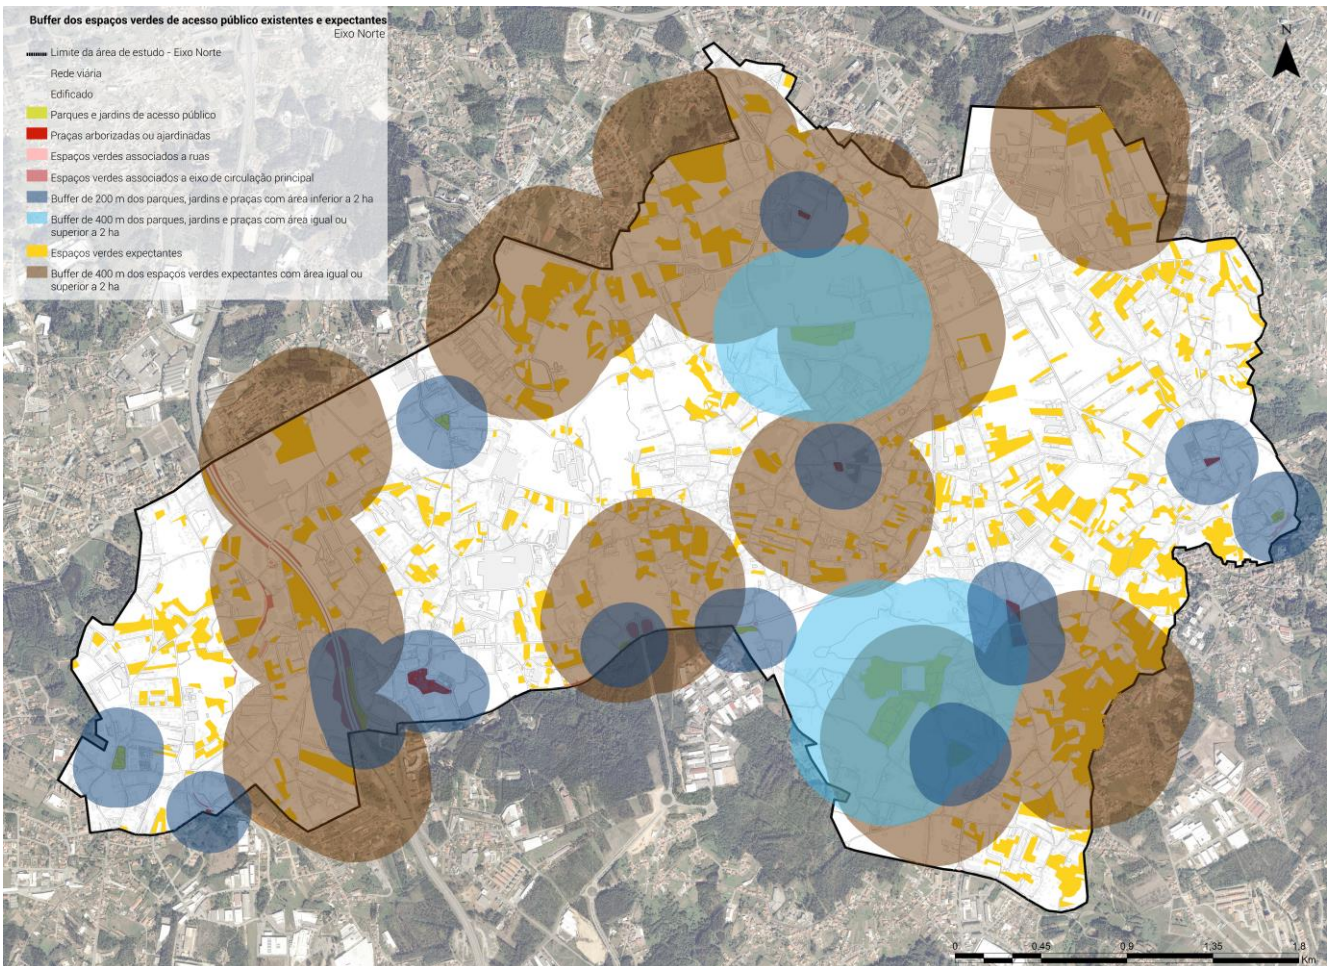 Buffer dos espaços verdes de acesso público existentes e expectantes
Eixo Norte
Limite da área de estudo - Eixo Norte
Rede viária
Edificado
Parques e jardins de acesso público
Praças arborizadas ou ajardinadas
Espaços verdes associados a ruas
Espaços verdes associados a eixo de circulação principal
Buffer de 200 m dos parques, jardins e praças com área inferior a 2 ha
Buffer de 400 m dos parques, jardins e praças com área igual ou
superior a 2 ha
Espaços verdes expectantes
Buffer de 400 m dos espaços verdes expectantes com área igual ou
superior a 2 ha
N
0 0.45 0.9 1.35 1.8
Km